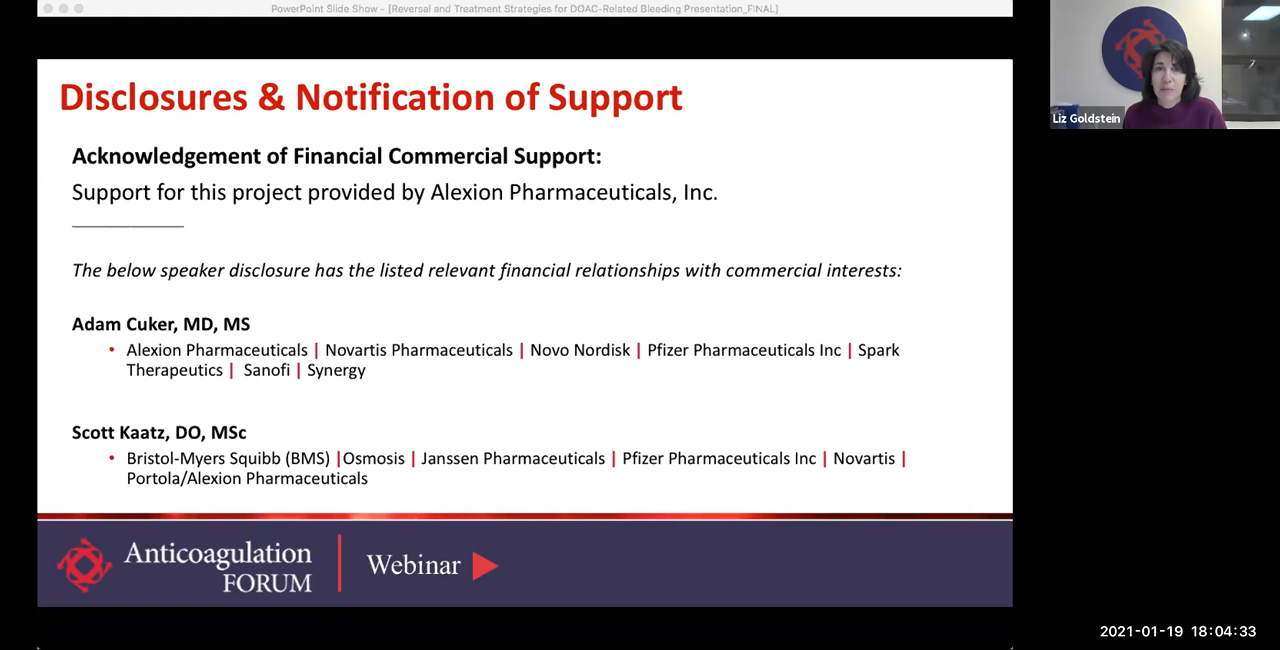 PowerPoint Slide Show - [Reversal and Treatment Strategies for DOAC-Related Bleeding Presentation_FINAL]
Disclosures & Notification of Support
Acknowledgement of Financial Commercial Support:
Support for this project provided by Alexion Pharmaceuticals, Inc.
The below speaker disclosure has the listed relevant financial relationships with commercial interests:
Adam Cuker, MD, MS
• Alexion Pharmaceuticals | Novartis Pharmaceuticals | Novo Nordisk | Pfizer Pharmaceuticals Inc | Spark
Therapeutics | Sanofi | Synergy
Scott Kaatz, DO, MSc
• Bristol-Myers Squibb (BMS) |Osmosis | Janssen Pharmaceuticals | Pfizer Pharmaceuticals Inc | Novartis |
Portola/Alexion Pharmaceuticals
Anticoagulation
FORUM
Webinar
Liz Goldstein
2021-01-19 18:04:33